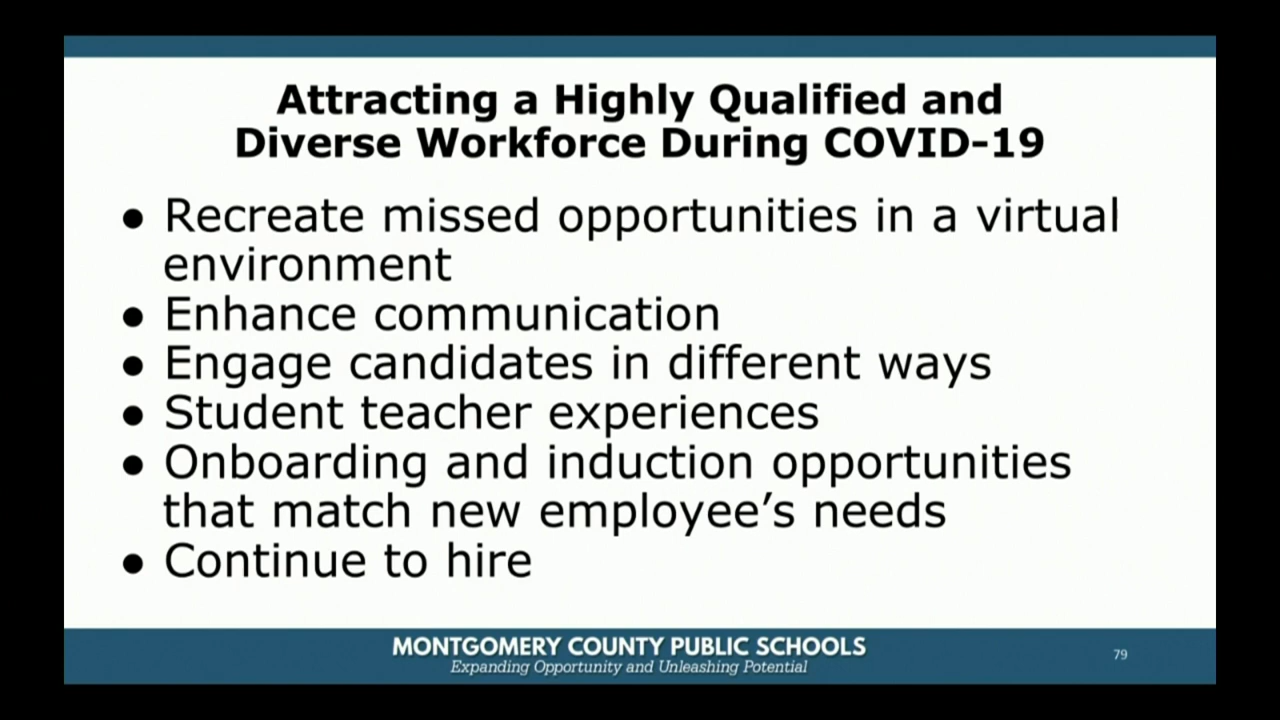 Attracting a Highly Qualified and
Diverse Workforce During COVID-19
● Recreate missed opportunities in a virtual
environment
● Enhance communication
● Engage candidates in different ways
● Student teacher experiences
● Onboarding and induction opportunities
that match new employee’s needs
● Continue to hire
MONTGOMERY COUNTY PUBLIC SCHOOLS
Expanding Opportunity and Unleashing Potential
79